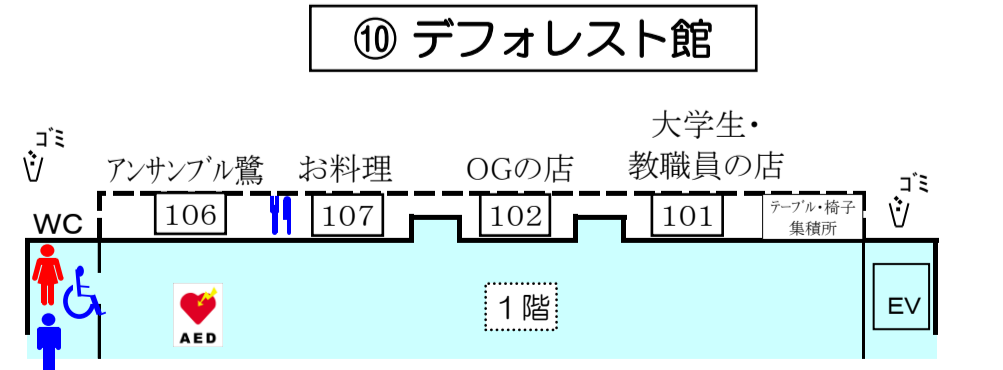 ⑩ デフォレスト館
ゴミ
アンサンブル鷺
お料理
OGの店
大学生・
教職員の店
ゴミ
WC
106
107
102
101
テーブル・椅子
集積所
AED
1階
EV